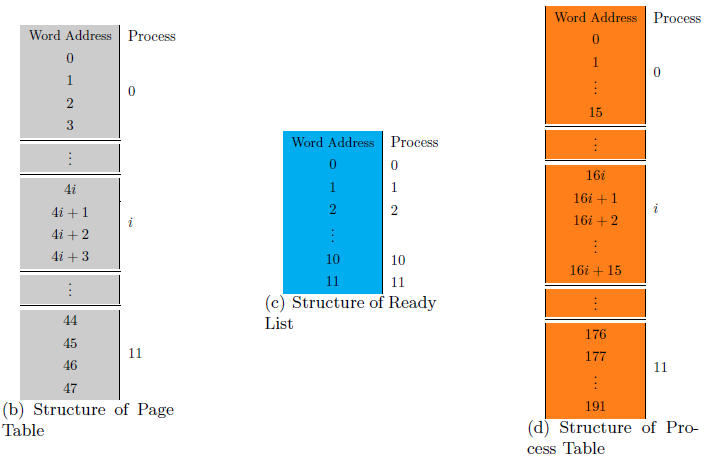 Word Address Process
0
1
2
3
0
⋮
4i
4i + 1
4i + 2
4i + 3
i
⋮
44
45
46
47
11
(b) Structure of Page
Table
Word Address Process
0 0
1 1
2 2
⋮
10 10
11 11
(c) Structure of Ready
List
Word Address Process
0
1
⋮
15
0
⋮
16i
16i + 1
16i + 2
⋮
16i + 15
i
⋮
176
177
⋮
191
11
(d) Structure of Pro-
cess Table